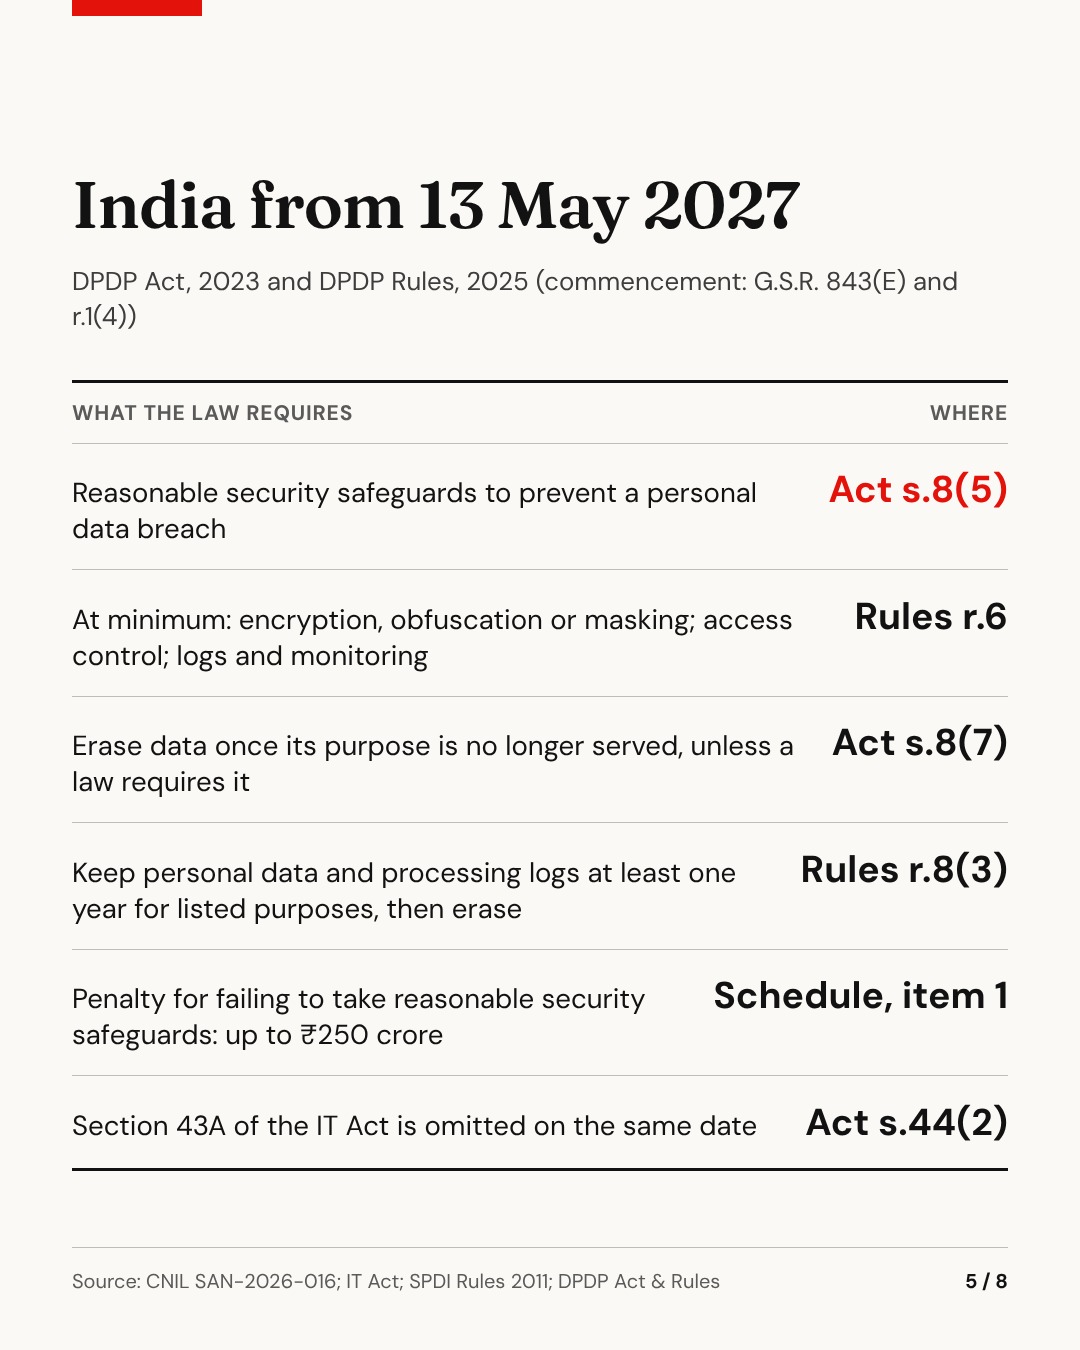 India from 13 May 2027
DPDP Act, 2023 and DPDP Rules, 2025 (commencement: G.S.R. 843(E) and
r.1(4))
WHAT THE LAW REQUIRES WHERE
Reasonable security safeguards to prevent a personal Act s.8(5)
data breach
At minimum: encryption, obfuscation or masking; access Rules r.6
control; logs and monitoring
Erase data once its purpose is no longer served, unless a Act s.8(7)
law requires it
Keep personal data and processing logs at least one Rules r.8(3)
year for listed purposes, then erase
Penalty for failing to take reasonable security Schedule, item 1
safeguards: up to ₹250 crore
Section 43A of the IT Act is omitted on the same date Act s.44(2)
Source: CNIL SAN-2026-016; IT Act; SPDI Rules 2011; DPDP Act & Rules 5 / 8